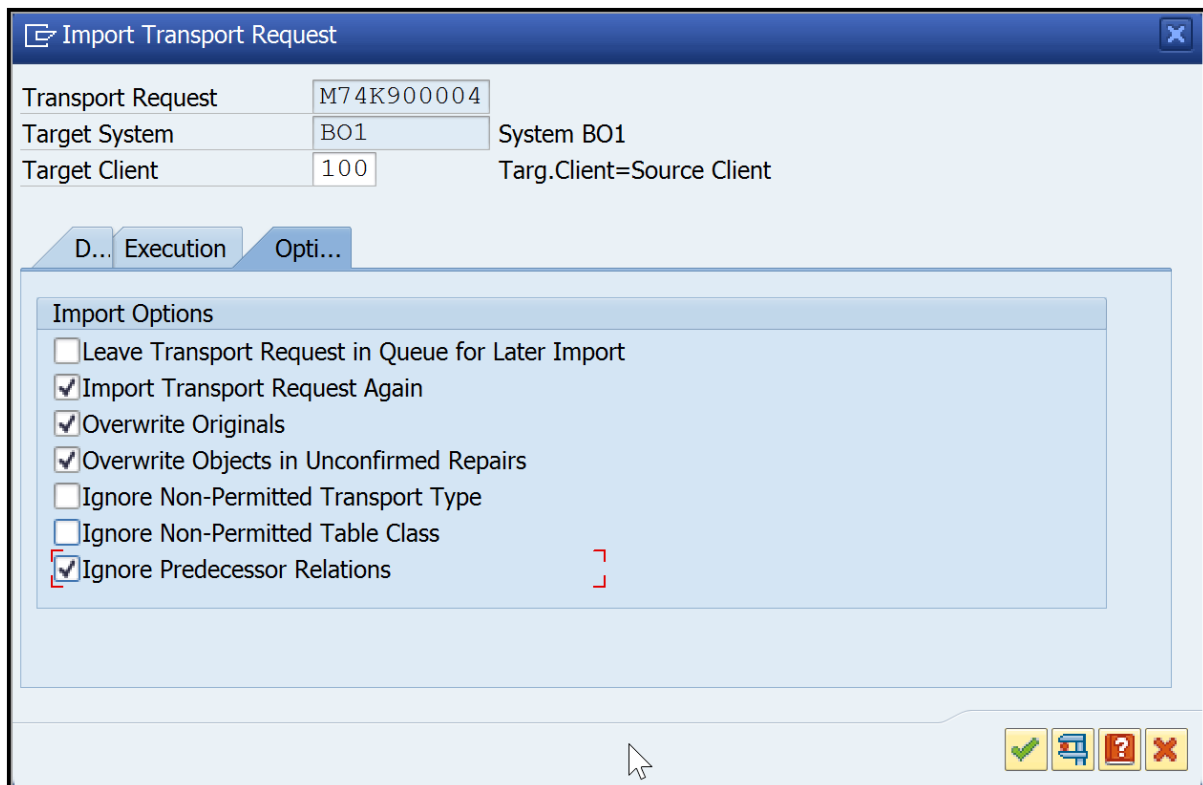 Import Transport Request
Transport Request M74K900004
Target System BO1 System BO1
Target Client 100 Targ.Client=Source Client
D... Execution Opti...
Import Options
Leave Transport Request in Queue for Later Import
Import Transport Request Again
Overwrite Originals
Overwrite Objects in Unconfirmed Repairs
Ignore Non-Permitted Transport Type
Ignore Non-Permitted Table Class
Ignore Predecessor Relations